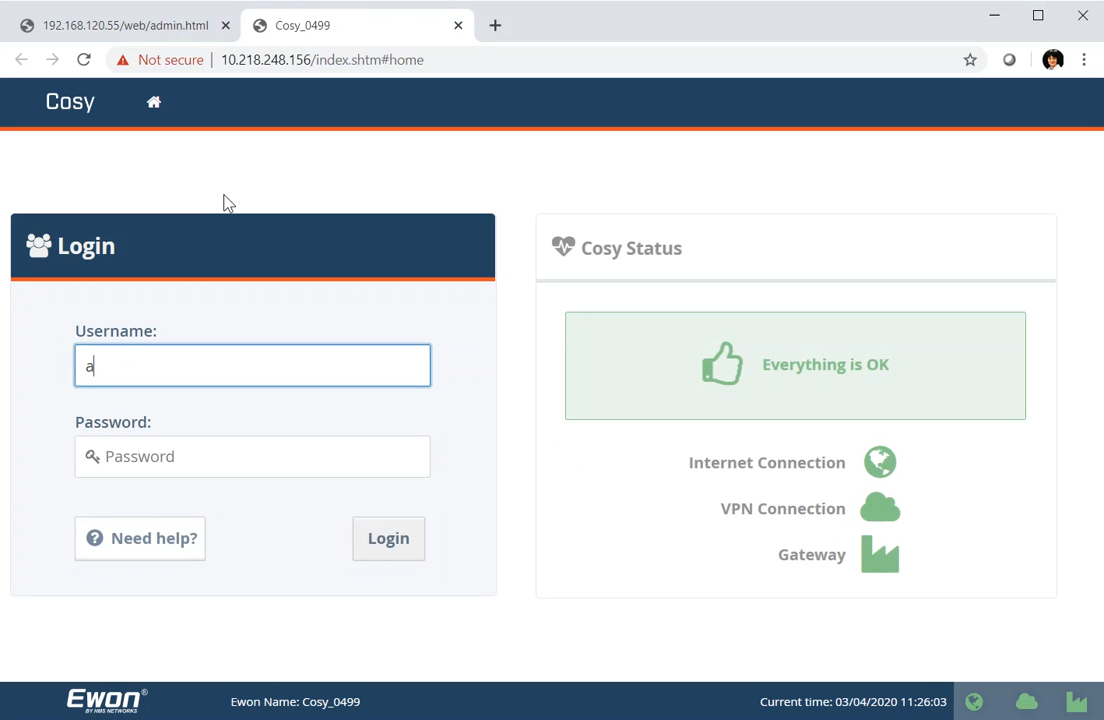 192.168.120.55/web/admin.html
Cosy_0499
Not secure | 10.218.248.156/index.shtm#home
Cosy
Login
Username:
a
Password:
Password
Need help?
Login
Cosy Status
Everything is OK
Internet Connection
VPN Connection
Gateway
Ewon®
BY HMS NETWORKS
Ewon Name: Cosy_0499
Current time: 03/04/2020 11:26:03